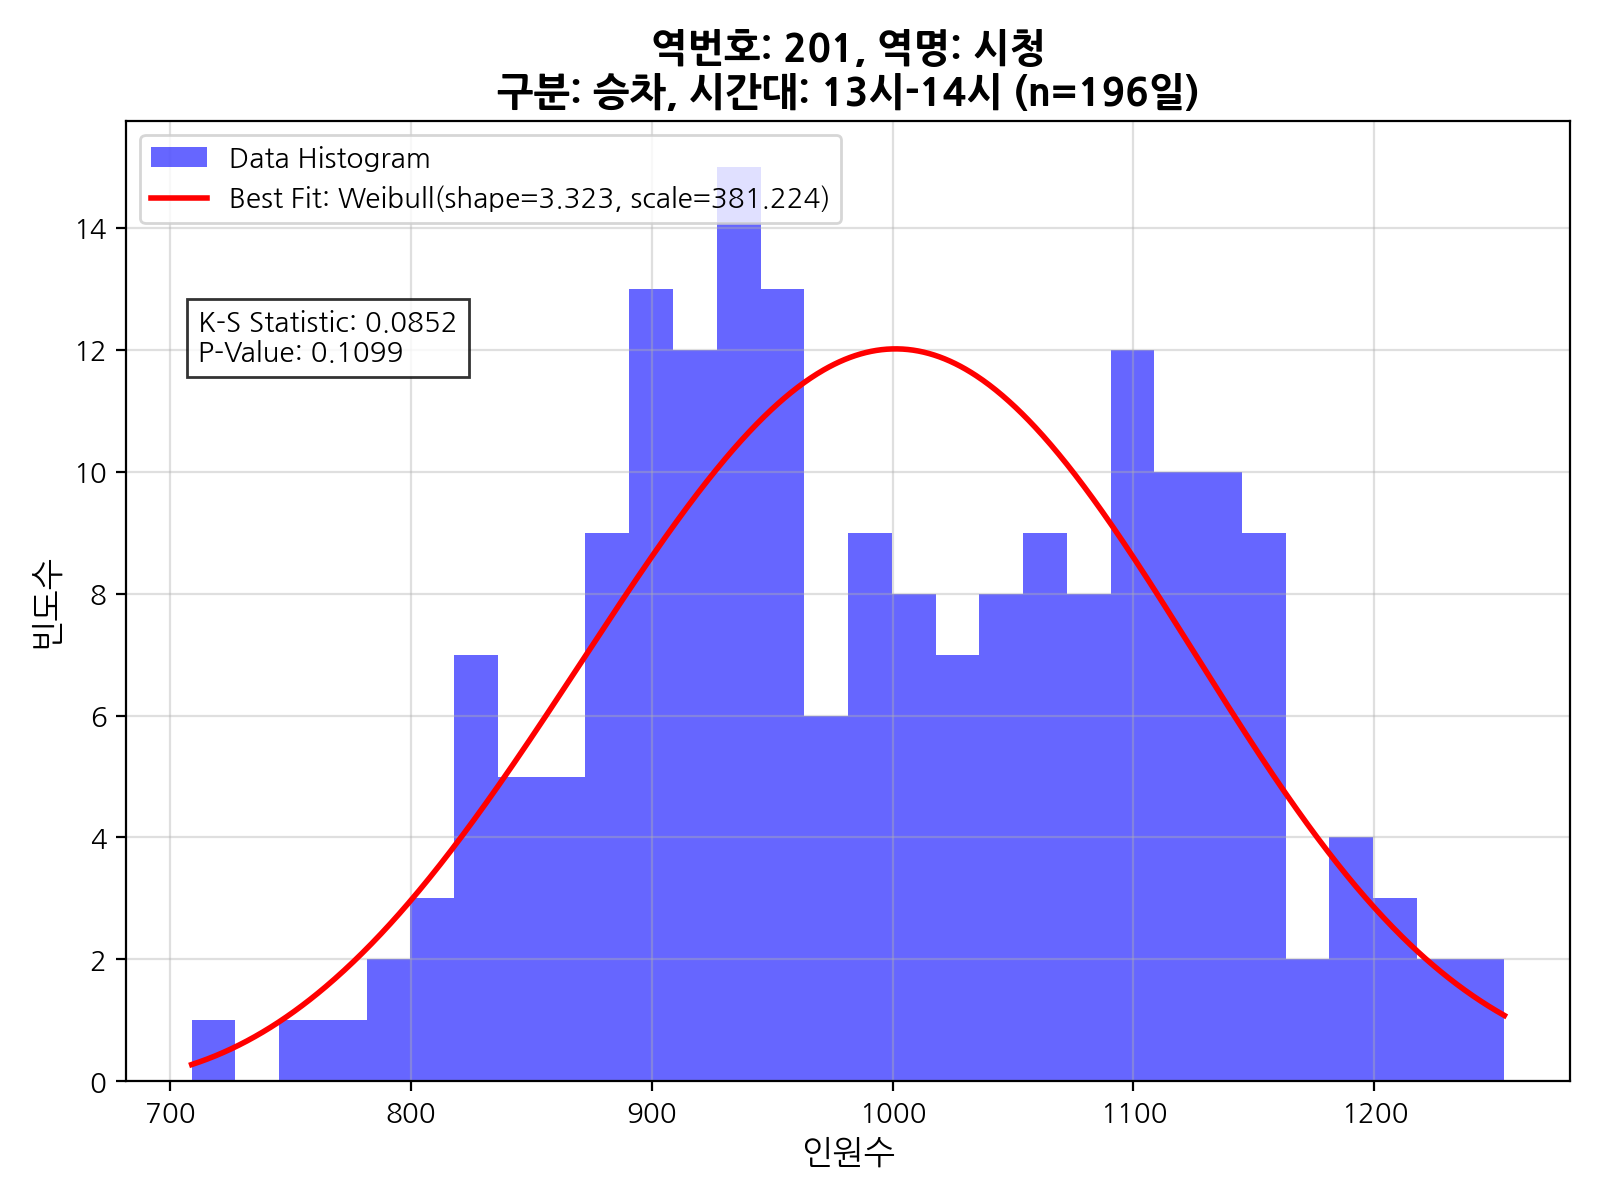 역번호: 201, 역명: 시청
구분: 승차, 시간대: 13시-14시 (n=196일)
Data Histogram
Best Fit: Weibull(shape=3.323, scale=381.224)
K-S Statistic: 0.0852
P-Value: 0.1099
빈도수
14
12
10
8
6
4
2
0
700 800 900 1000 1100 1200
인원수